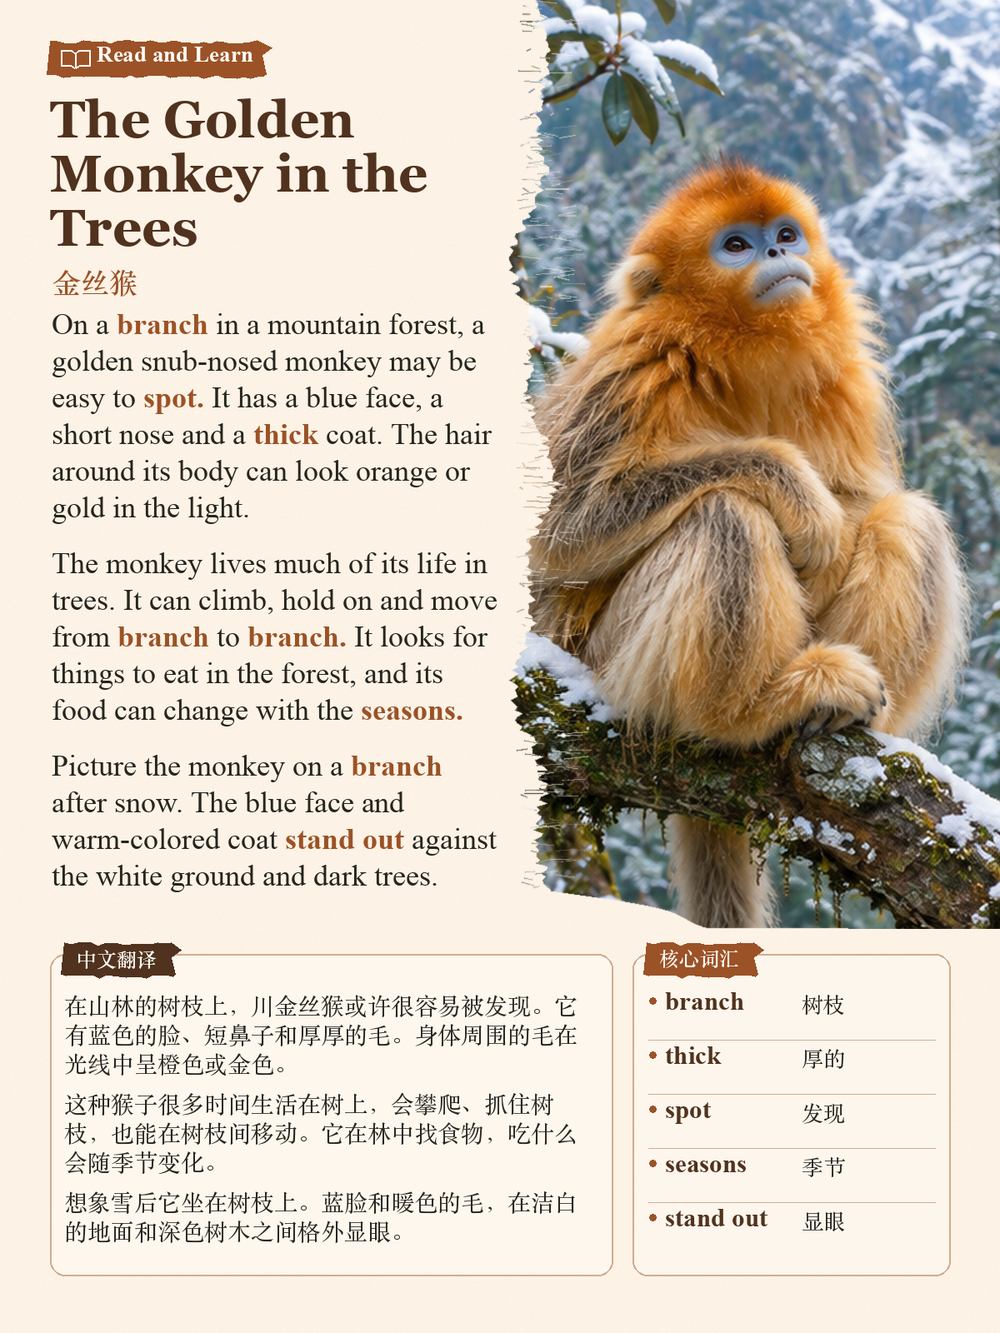 Read and Learn
The Golden
Monkey in the
Trees
金丝猴
On a branch in a mountain forest, a
golden snub-nosed monkey may be
easy to spot. It has a blue face, a
short nose and a thick coat. The hair
around its body can look orange or
gold in the light.
The monkey lives much of its life in
trees. It can climb, hold on and move
from branch to branch. It looks for
things to eat in the forest, and its
food can change with the seasons.
Picture the monkey on a branch
after snow. The blue face and
warm-colored coat stand out against
the white ground and dark trees.
中文翻译
在山林的树枝上，川金丝猴或许很容易被发现。它
有蓝色的脸、短鼻子和厚厚的毛。身体周围的毛在
光线中呈橙色或金色。
这种猴子很多时间生活在树上，会攀爬、抓住树
枝，也能在树枝间移动。它在林中找食物，吃什么
会随季节变化。
想象雪后它坐在树枝上。蓝脸和暖色的毛，在洁白
的地面和深色树木之间格外显眼。
核心词汇
• branch 树枝
• thick 厚的
• spot 发现
• seasons 季节
• stand out 显眼